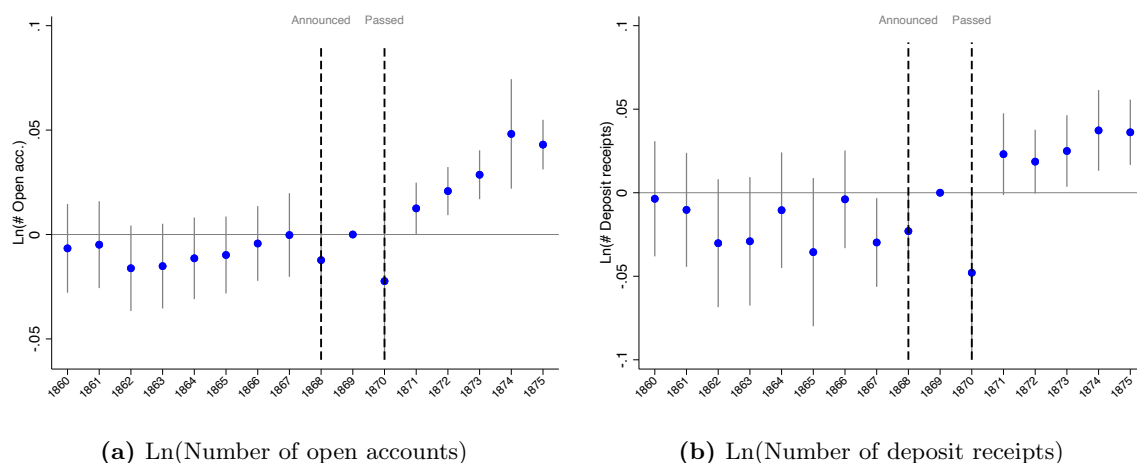 Announced Passed
.1
.05
0
-.05
Ln(# Open acc.)
1860 1861 1862 1863 1864 1865 1866 1867 1868 1869 1870 1871 1872 1873 1874 1875
(a) Ln(Number of open accounts)
Announced Passed
.1
.05
0
-.05
-.1
Ln(# Deposit receipts)
1860 1861 1862 1863 1864 1865 1866 1867 1868 1869 1870 1871 1872 1873 1874 1875
(b) Ln(Number of deposit receipts)